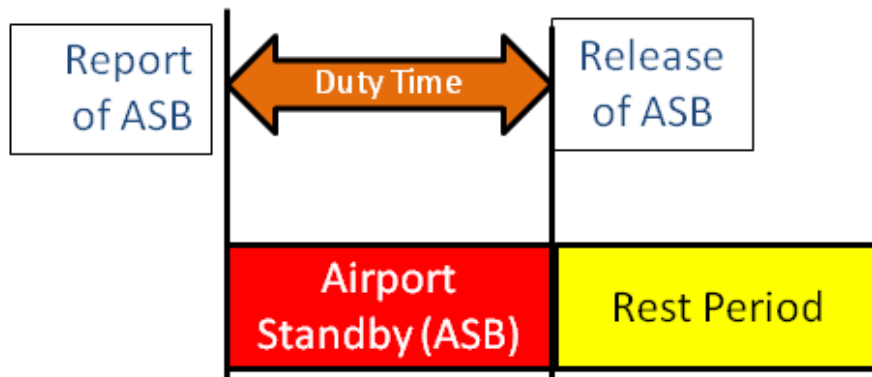 Report
of ASB
Duty Time
Release
of ASB
Airport
Standby (ASB)
Rest Period